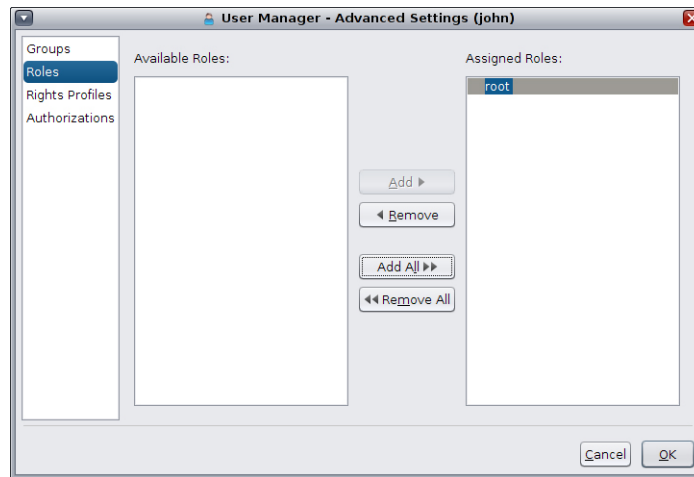 User Manager - Advanced Settings (john)
Groups
Roles
Rights Profiles
Authorizations
Available Roles:
Assigned Roles:
root
Add
Remove
Add All
Remove All
Cancel
OK